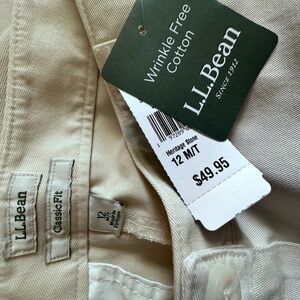 Wrinkle Free
Cotton
L.L.Bean
SINCE 1912
Heritage Stone
12 M/T
$49.95
L.L.Bean
Classic Fit
12